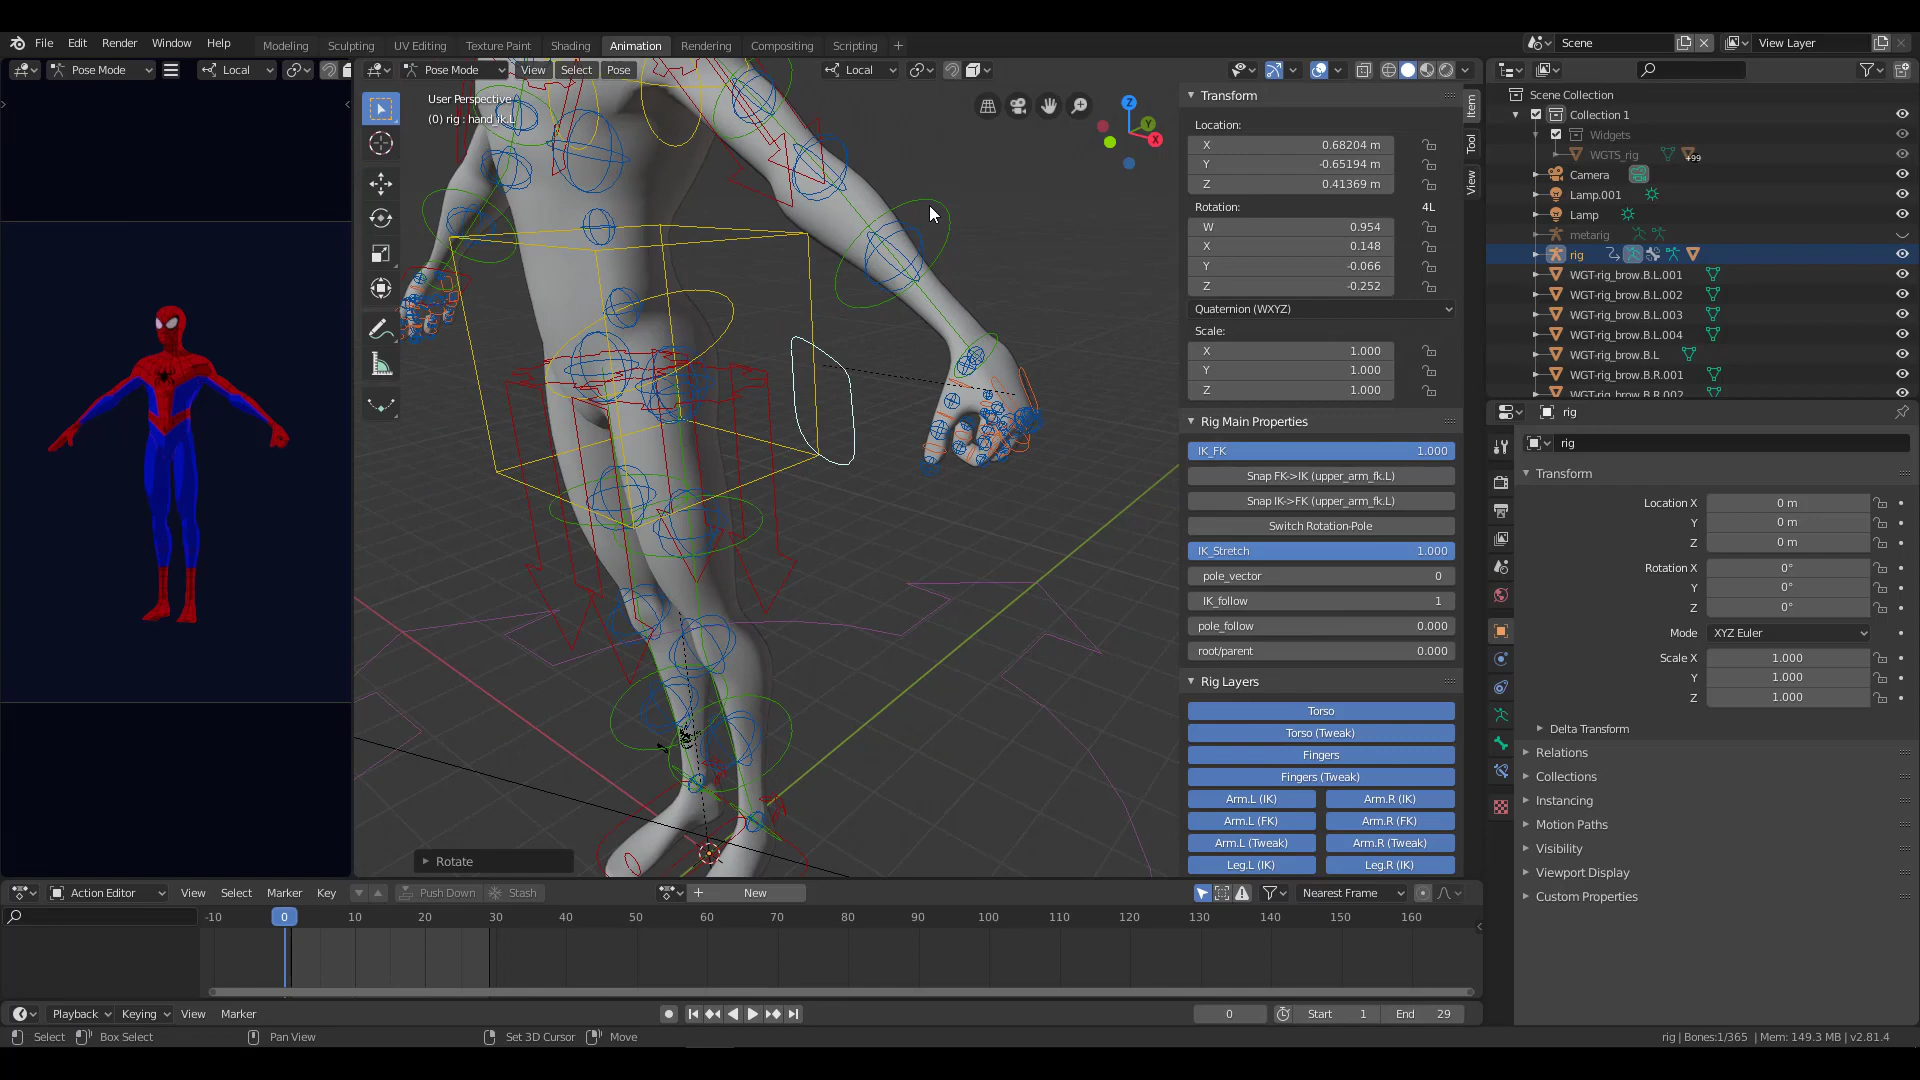 File Edit Render Window Help
Modeling Sculpting UV Editing Texture Paint Shading Animation Rendering Compositing Scripting +
Scene View Layer
Pose Mode Local
Pose Mode View Select Pose Local
User Perspective
(0) rig : hand_ik.L
Z
Y
X
Transform
Location:
X 0.68204 m
Y -0.65194 m
Z 0.41369 m
Rotation: 4L
W 0.954
X 0.148
Y -0.066
Z -0.252
Quaternion (WXYZ)
Scale:
X 1.000
Y 1.000
Z 1.000
Rig Main Properties
IK_FK 1.000
Snap FK->IK (upper_arm_fk.L)
Snap IK->FK (upper_arm_fk.L)
Switch Rotation-Pole
IK_Stretch 1.000
pole_vector 0
IK_follow 1
pole_follow 0.000
root/parent 0.000
Rig Layers
Torso
Torso (Tweak)
Fingers
Fingers (Tweak)
Arm.L (IK) Arm.R (IK)
Arm.L (FK) Arm.R (FK)
Arm.L (Tweak) Arm.R (Tweak)
Leg.L (IK) Leg.R (IK)
Item
Tool
View
Scene Collection
Collection 1
Widgets
WGTS_rig +99
Camera
Lamp.001
Lamp
metarig
rig
WGT-rig_brow.B.L.001
WGT-rig_brow.B.L.002
WGT-rig_brow.B.L.003
WGT-rig_brow.B.L.004
WGT-rig_brow.B.L
WGT-rig_brow.B.R.001
WGT-rig_brow.B.R.002
rig
rig
Transform
Location X 0 m
Y 0 m
Z 0 m
Rotation X 0°
Y 0°
Z 0°
Mode XYZ Euler
Scale X 1.000
Y 1.000
Z 1.000
Delta Transform
Relations
Collections
Instancing
Motion Paths
Visibility
Viewport Display
Custom Properties
Rotate
Action Editor View Select Marker Key Push Down Stash + New Nearest Frame
-10 0 10 20 30 40 50 60 70 80 90 100 110 120 130 140 150 160
Playback Keying View Marker 0 Start 1 End 29
Select Box Select Pan View Set 3D Cursor Move rig | Bones:1/365 | Mem: 149.3 MB | v2.81.4